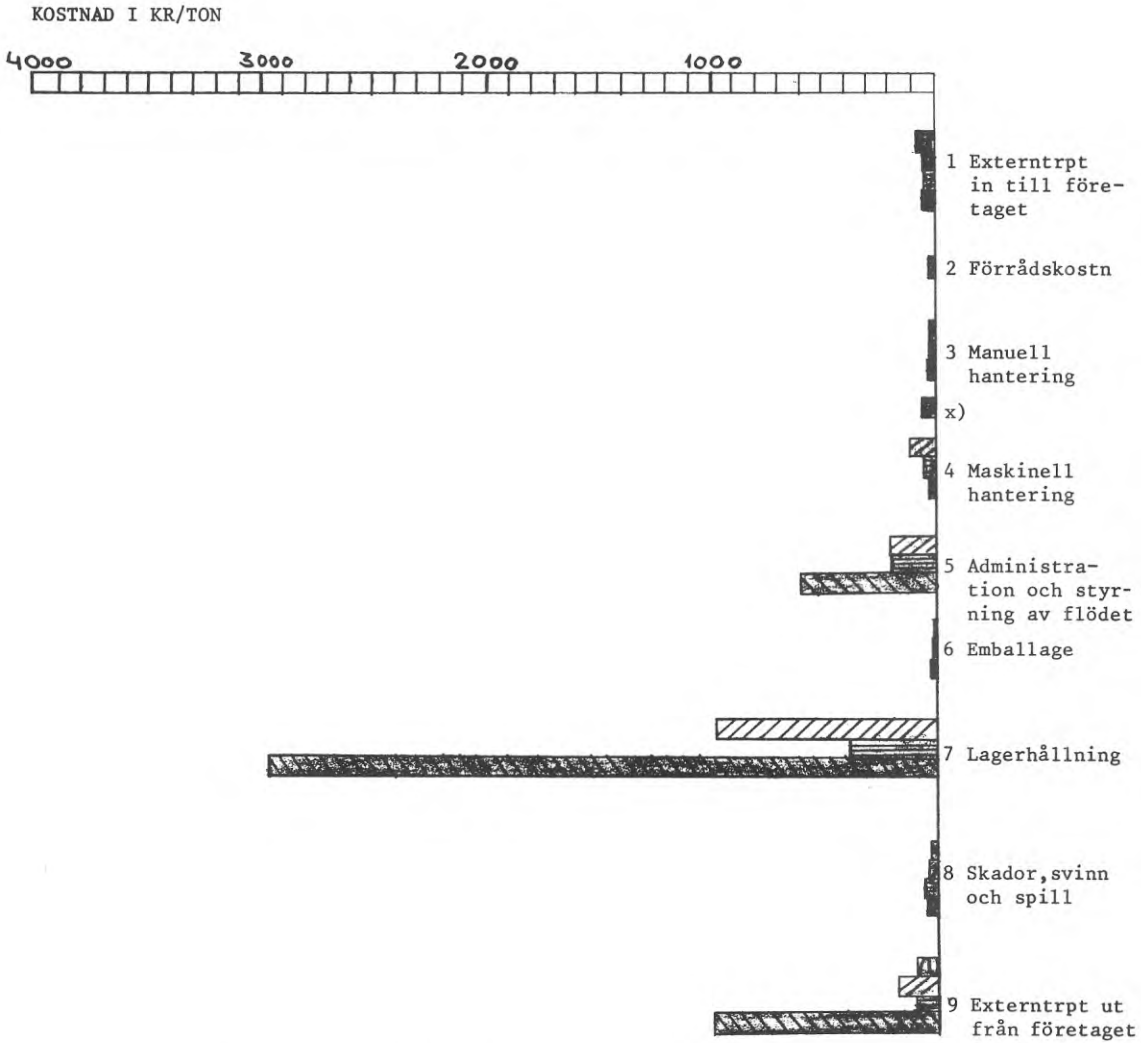 KOSTNAD I KR/TON
4000 3000 2000 1000
1 Externtrpt
in till före-
taget
2 Förrådskostn
3 Manuell
hantering
x)
4 Maskinell
hantering
5 Administra-
tion och styr-
ning av flödet
6 Emballage
7 Lagerhållning
8 Skador,svinn
och spill
9 Externtrpt ut
från företaget